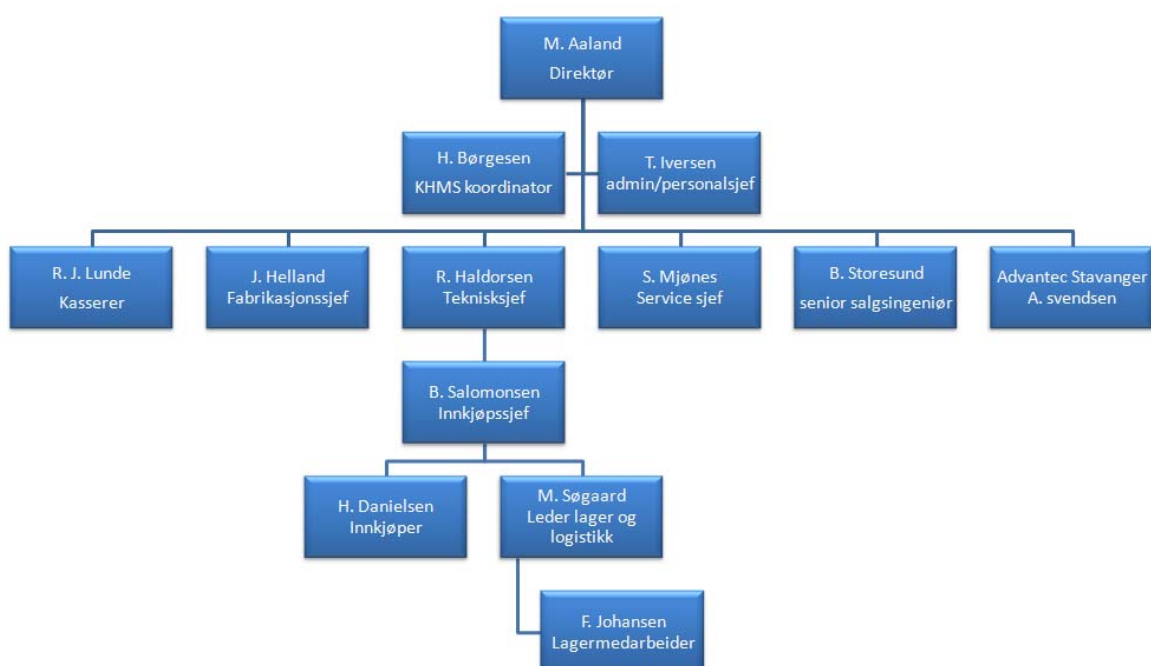 M. Aaland
Direktør
H. Børgesen
KHMS koordinator
T. Iversen
admin/personalsjef
R. J. Lunde
Kasserer
J. Helland
Fabrikasjonssjef
R. Haldorsen
Teknisksjef
S. Mjønes
Service sjef
B. Storesund
senior salgsingeniør
Advantec Stavanger
A. svendsen
B. Salomonsen
Innkjøpssjef
H. Danielsen
Innkjøper
M. Søgaard
Leder lager og
logistikk
F. Johansen
Lagermedarbeider